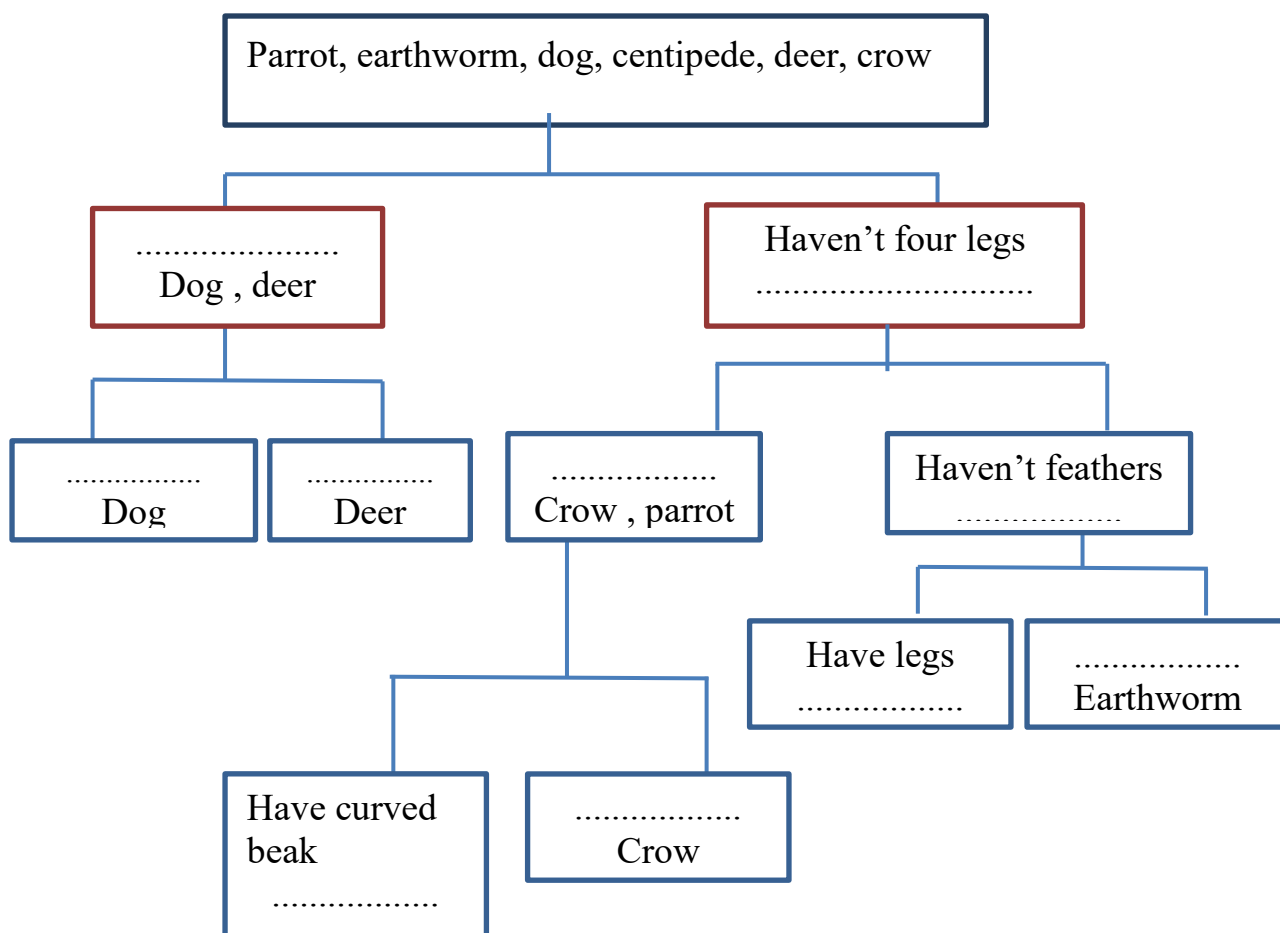 Parrot, earthworm, dog, centipede, deer, crow
......................
Dog , deer
Haven’t four legs
..............................
...............
Dog
..............
Deer
..................
Crow , parrot
Haven’t feathers
..................
Have legs
..................
..................
Earthworm
Have curved
beak
..................
..................
Crow